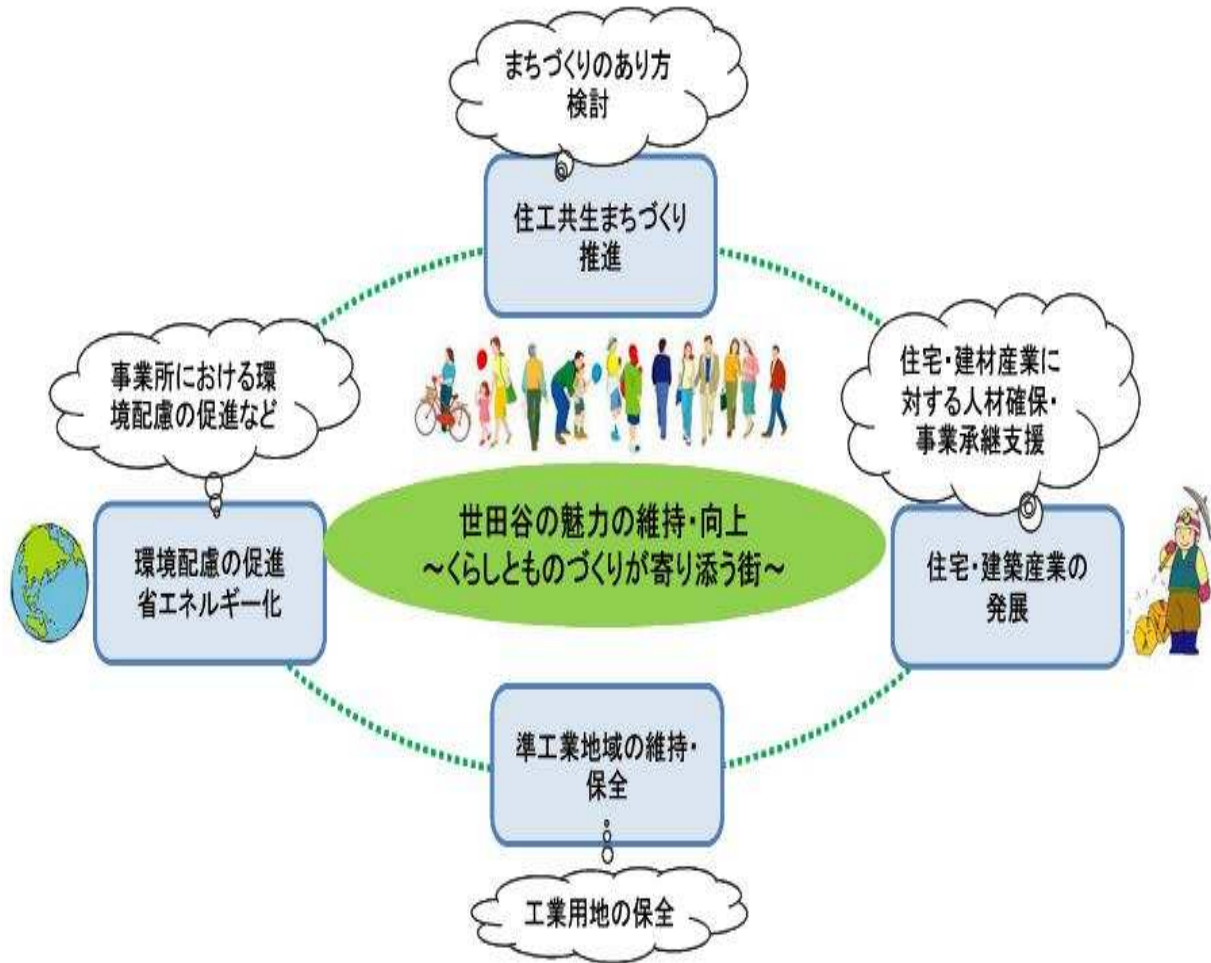 まちづくりのあり方
検討
住工共生まちづくり
推進
事業所における環
境配慮の促進など
住宅・建材産業に
対する人材確保・
事業承継支援
世田谷の魅力の維持・向上
～くらしとものづくりが寄り添う街～
環境配慮の促進
省エネルギー化
住宅・建築産業の
発展
準工業地域の維持・
保全
工業用地の保全